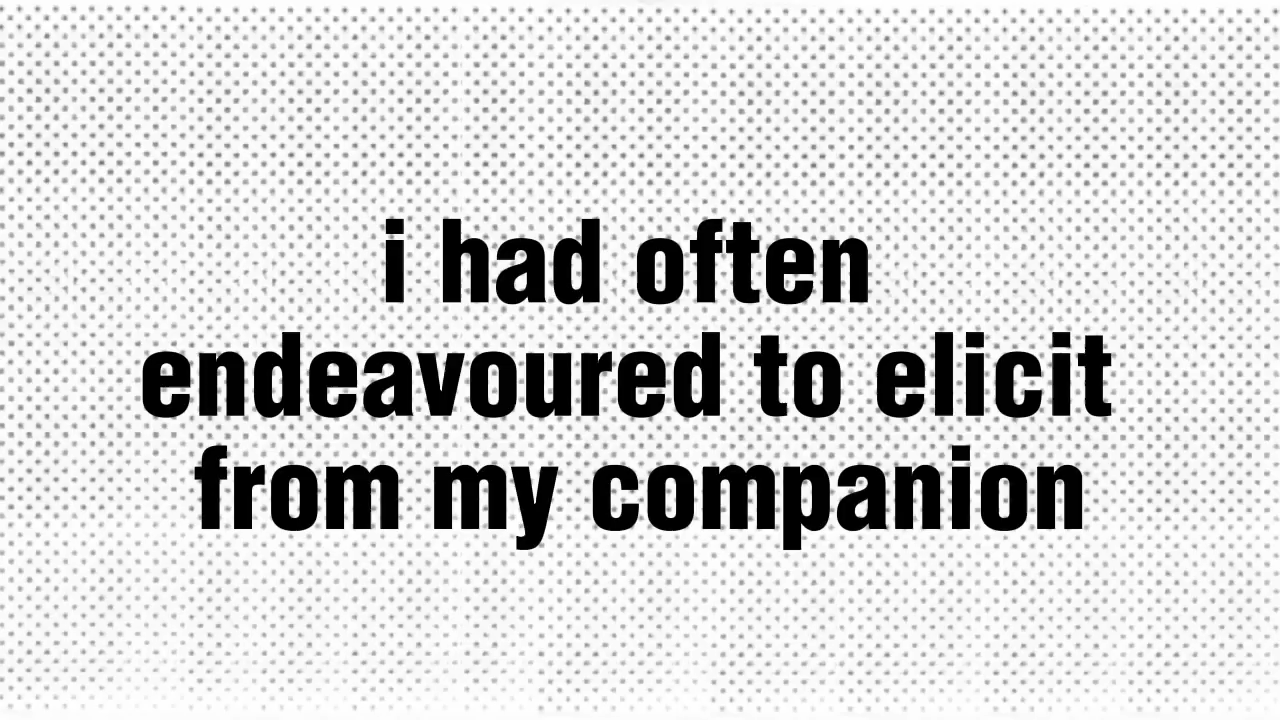 i had often
endeavoured to elicit
from my companion